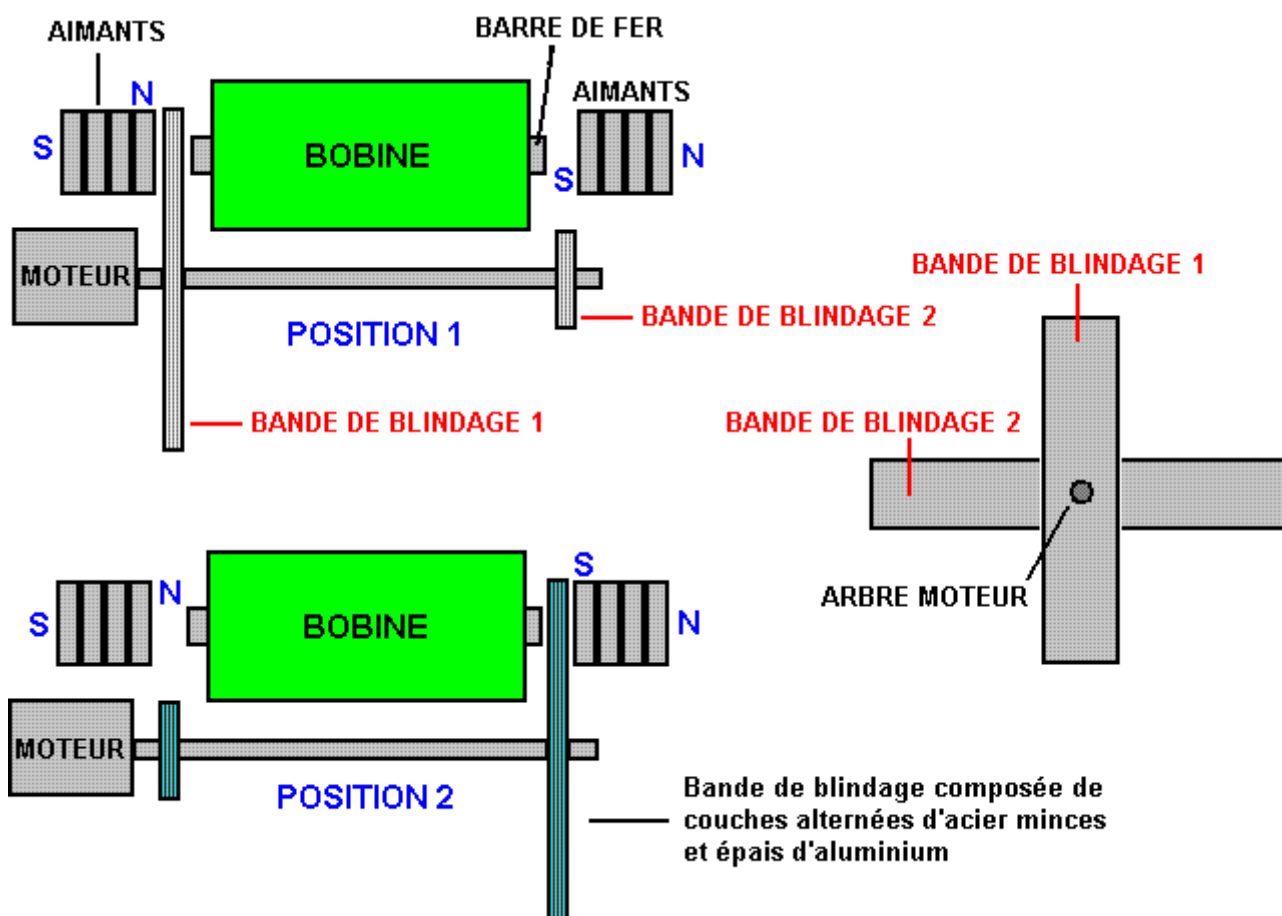 AIMANTS
BARRE DE FER
N
AIMANTS
S
BOBINE
S
N
MOTEUR
BANDE DE BLINDAGE 2
POSITION 1
BANDE DE BLINDAGE 1
BANDE DE BLINDAGE 1
BANDE DE BLINDAGE 2
ARBRE MOTEUR
S
N
S
BOBINE
N
MOTEUR
POSITION 2
Bande de blindage composée de
couches alternées d'acier minces
et épais d'aluminium